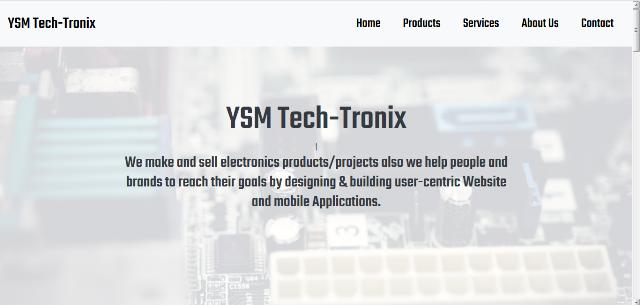 YSM Tech-Tronix
Home Products Services About Us Contact
YSM Tech-Tronix
We make and sell electronics products/projects also we help people and
brands to reach their goals by designing & building user-centric Website
and mobile Applications.
3